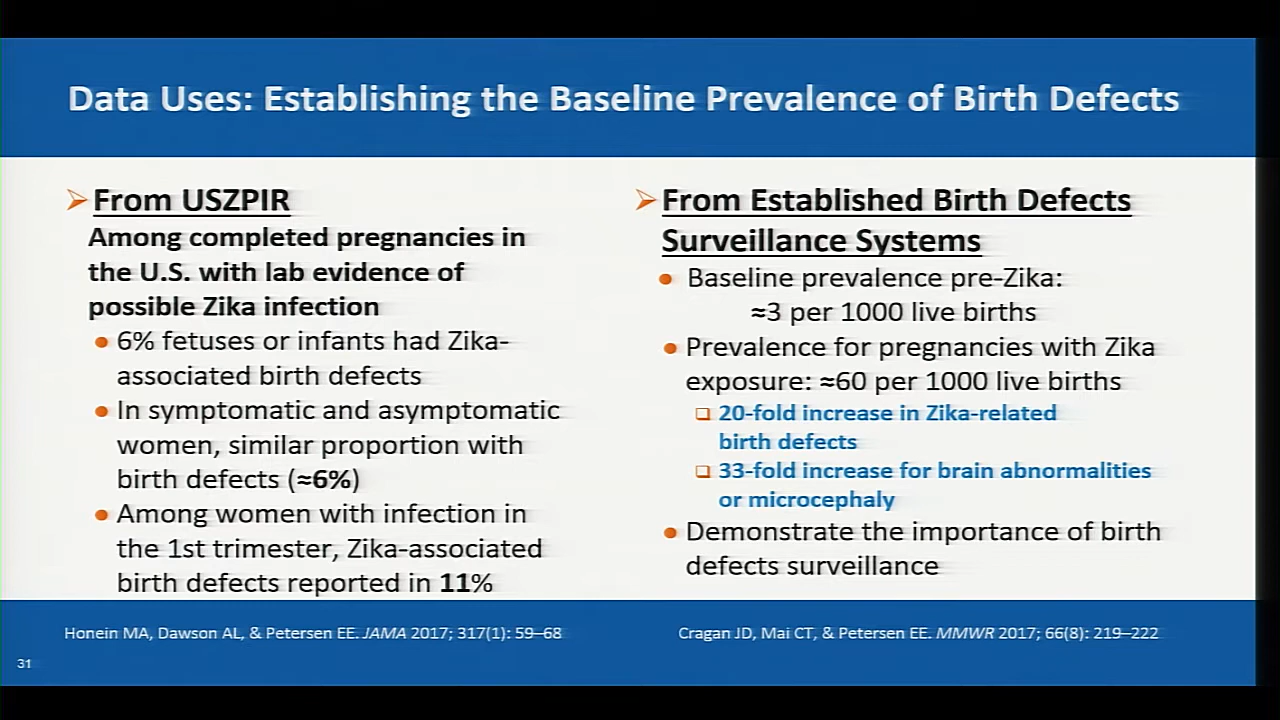 Data Uses: Establishing the Baseline Prevalence of Birth Defects
From USZPIR
Among completed pregnancies in
the U.S. with lab evidence of
possible Zika infection
6% fetuses or infants had Zika-
associated birth defects
In symptomatic and asymptomatic
women, similar proportion with
birth defects (≈6%)
Among women with infection in
the 1st trimester, Zika-associated
birth defects reported in 11%
From Established Birth Defects
Surveillance Systems
Baseline prevalence pre-Zika:
≈3 per 1000 live births
Prevalence for pregnancies with Zika
exposure: ≈60 per 1000 live births
20-fold increase in Zika-related
birth defects
33-fold increase for brain abnormalities
or microcephaly
Demonstrate the importance of birth
defects surveillance
Honein MA, Dawson AL, & Petersen EE. JAMA 2017; 317(1): 59–68
Cragan JD, Mai CT, & Petersen EE. MMWR 2017; 66(8): 219–222
31